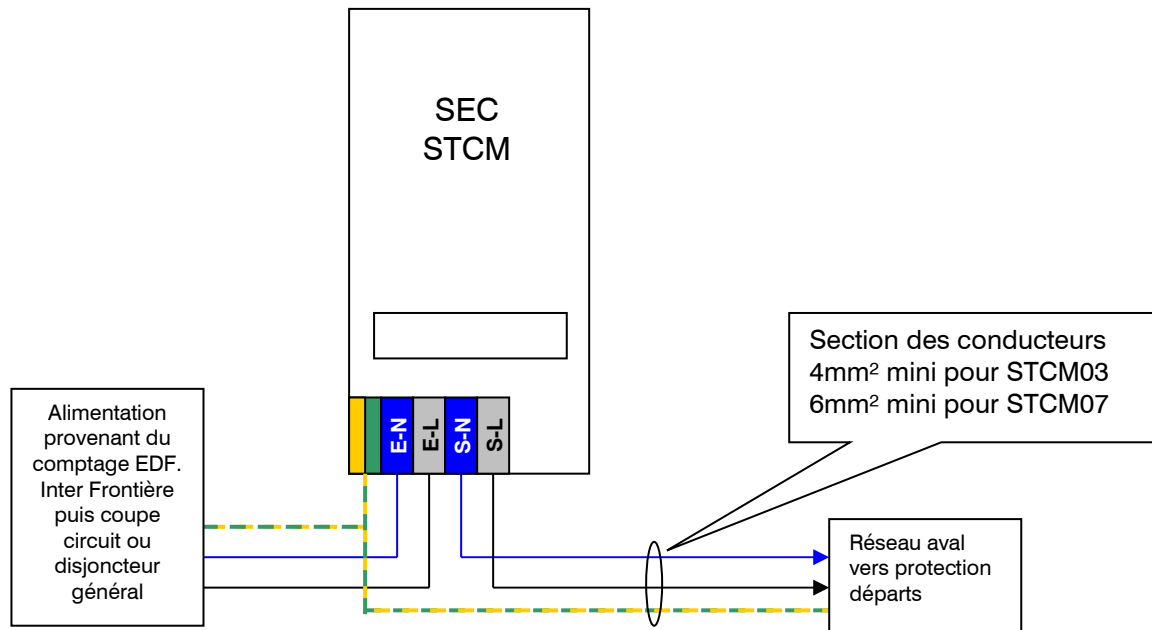 SEC
STCM
Section des conducteurs
4mm² mini pour STCM03
6mm² mini pour STCM07
Alimentation
provenant du
comptage EDF.
Inter Frontière
puis coupe
circuit ou
disjoncteur
général
E-N
E-L
S-N
S-L
Réseau aval
vers protection
départs